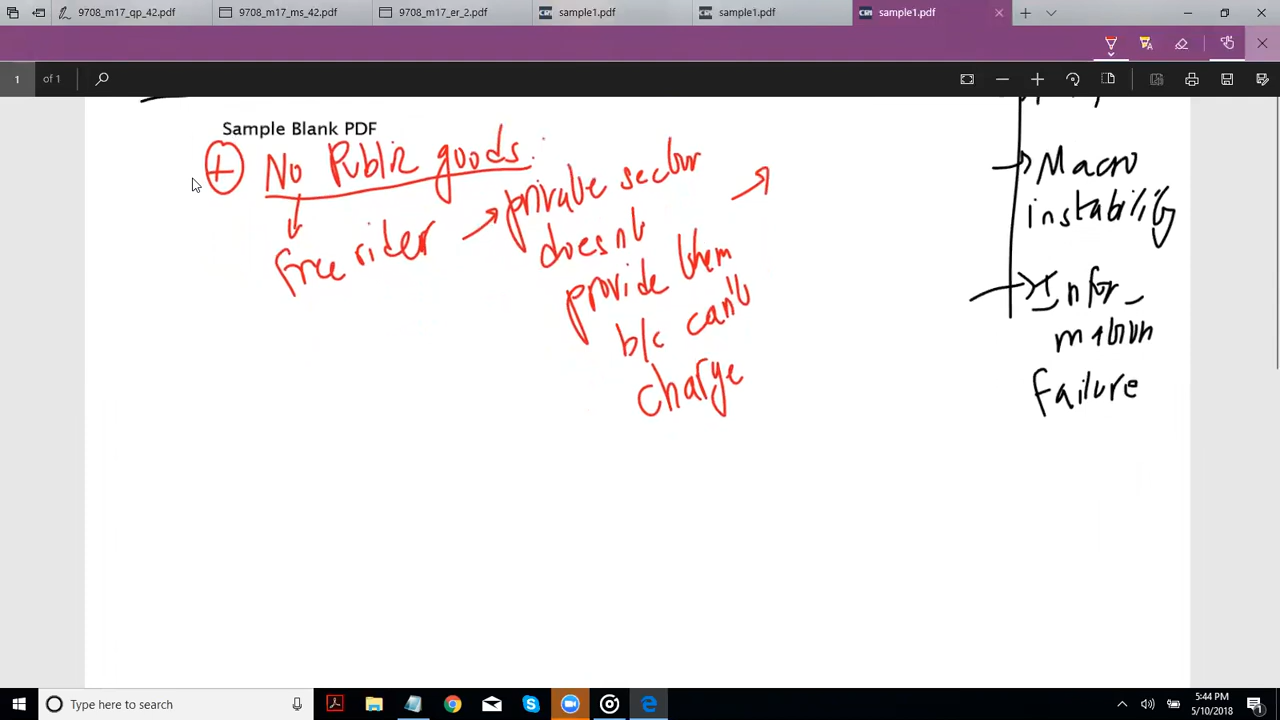 9708_m17_qp_42.pdf
9708_m17_ms_42.pdf
9708_m17_er_2.pdf
sample1.pdf
sample1.pdf
sample1.pdf
1 of 1
Sample Blank PDF
+ No Public goods.
free rider
private sector
doesn't
provide them
b/c can't
charge
Macro
instability
Infor_
mation
failure
Type here to search
5:44 PM
5/10/2018